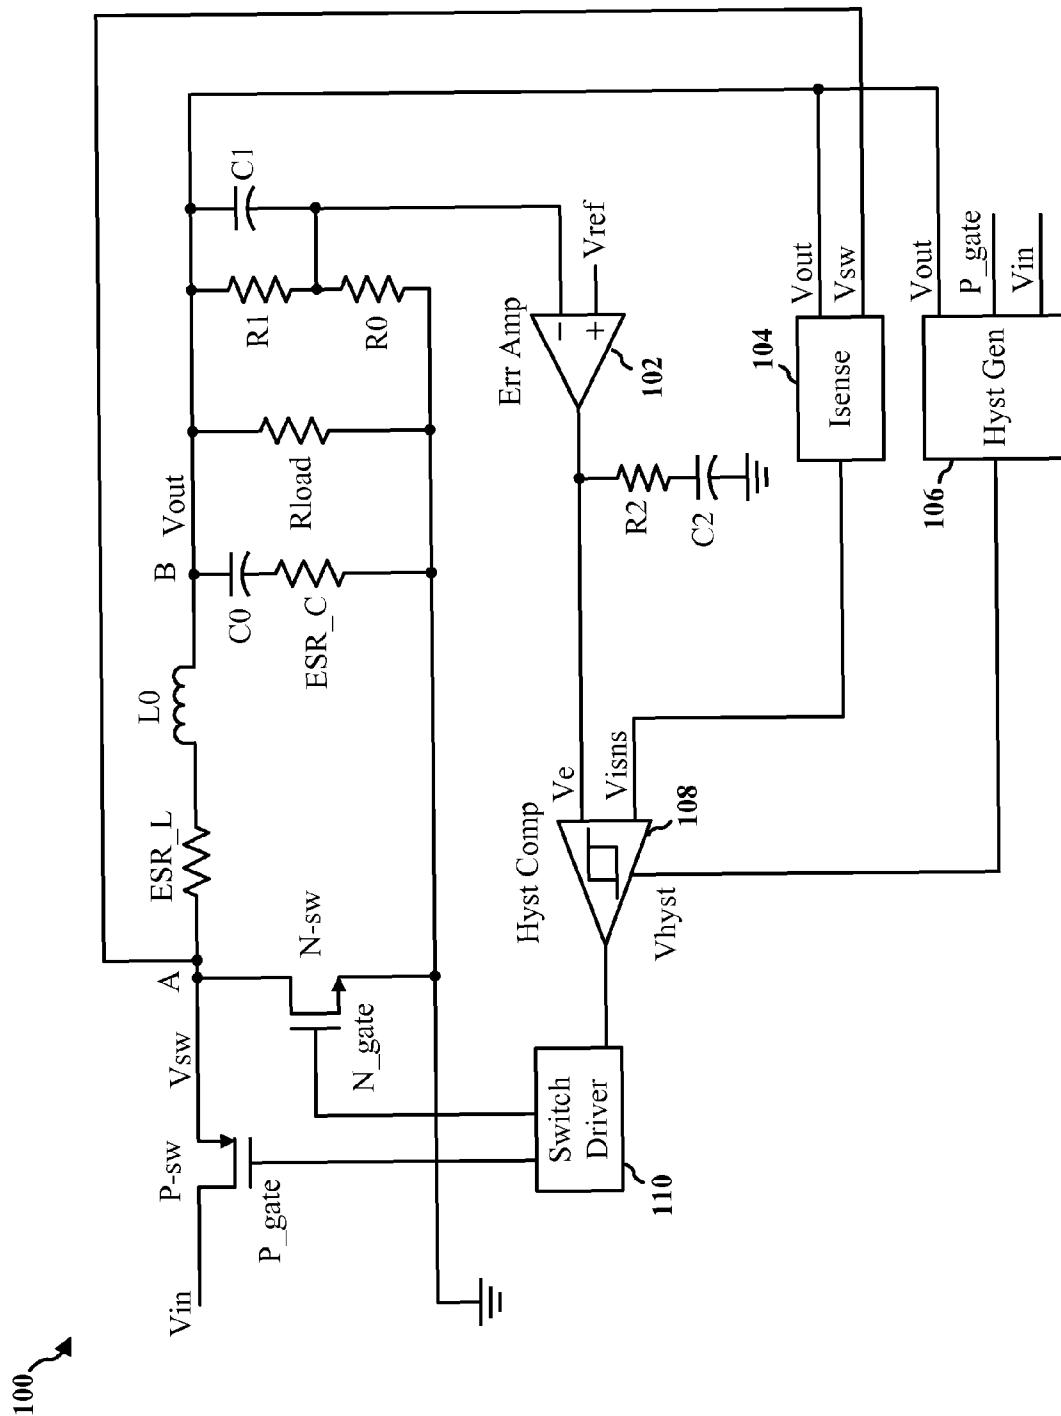 100
Vin
P-sw
P_gate
Vsw
A
N-sw
N_gate
ESR_L
L0
B
Vout
C0
ESR_C
Rload
R1
R0
C1
Switch
Driver
110
Hyst Comp
Vhyst
108
Ve
Visns
Err Amp
−
+
102
Vref
R2
C2
104
Isense
Vout
Vsw
106
Hyst Gen
Vout
P_gate
Vin